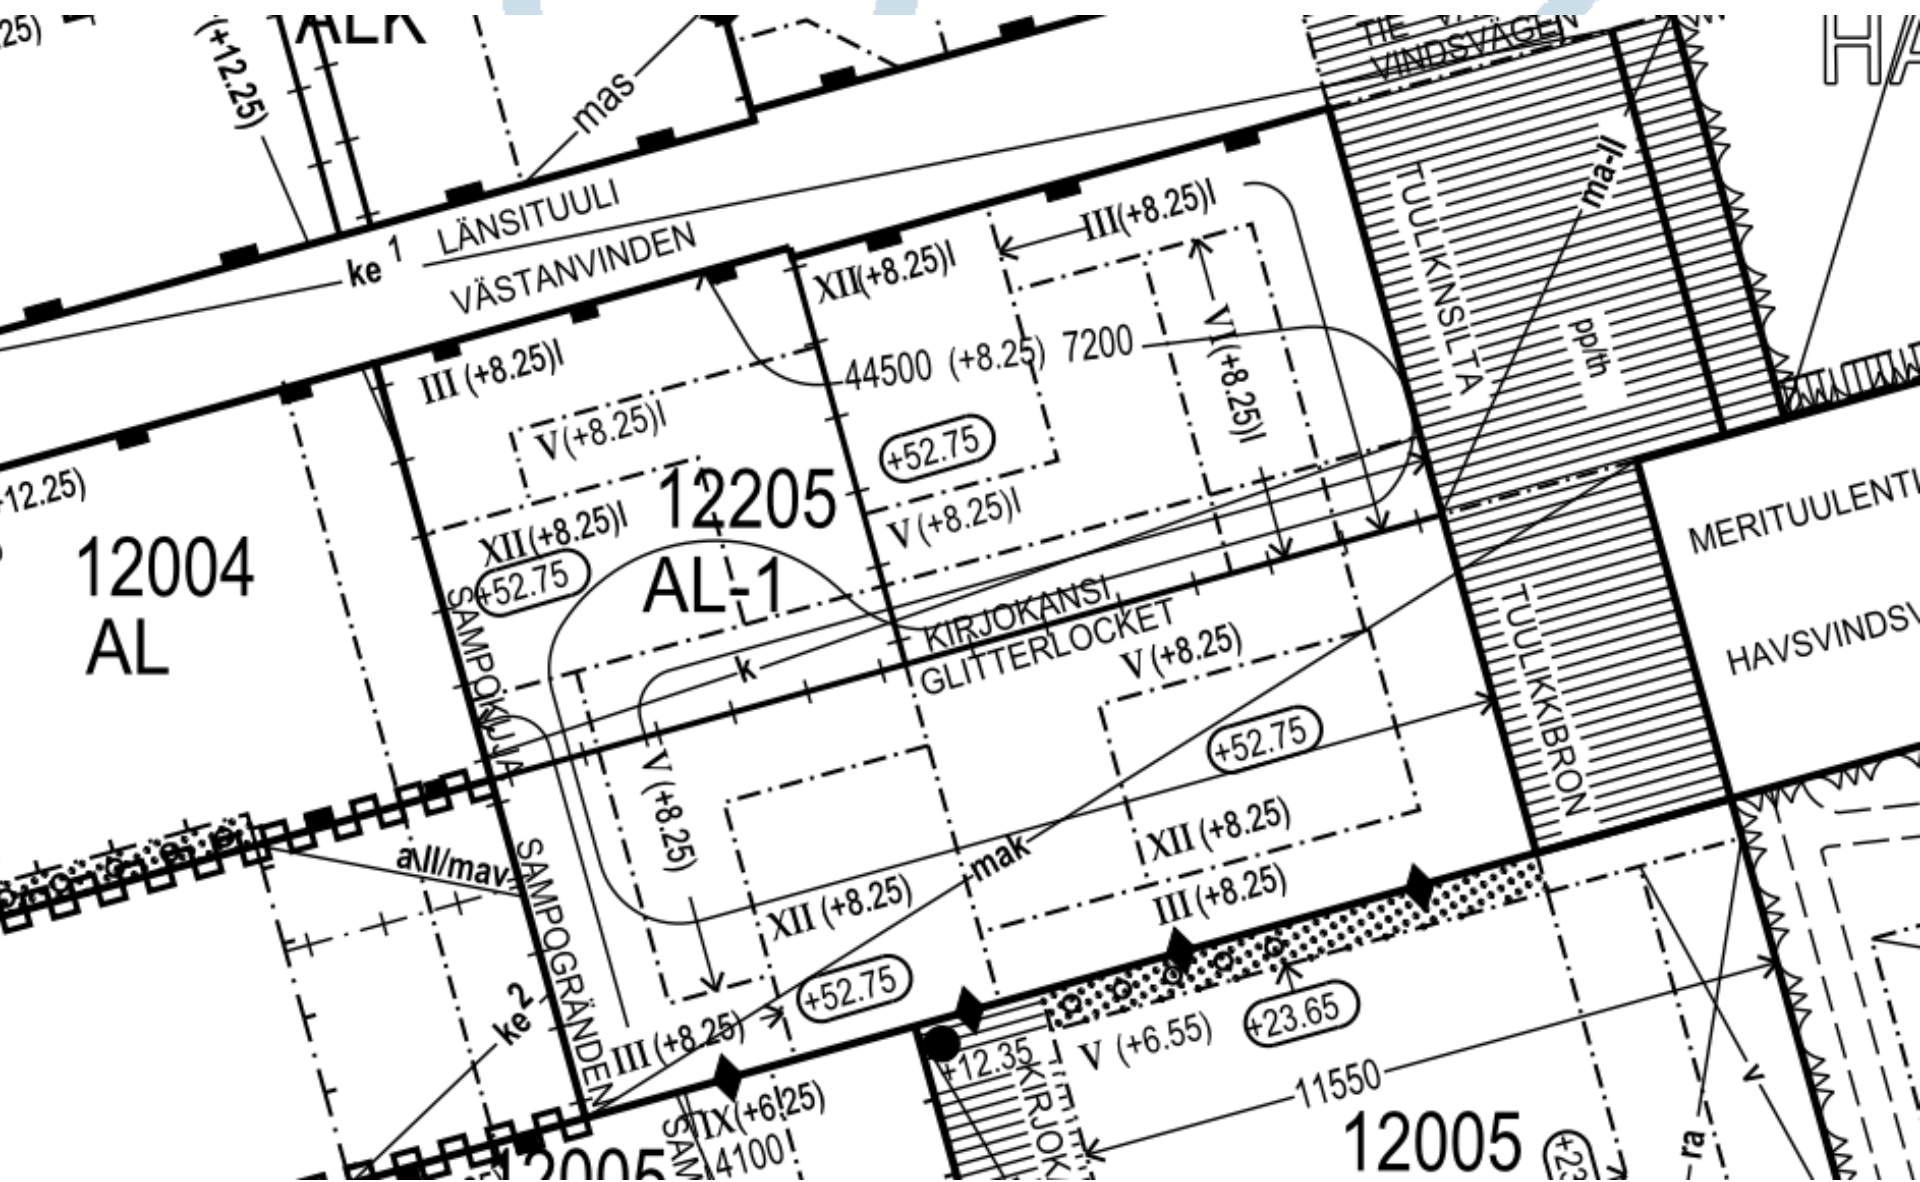 25)
ALK
(+12.25)
mas
TIE
VINDSVÄGEN
HA
LÄNSITUULI
VÄSTANVINDEN
ke 1
III(+8.25)I
XII(+8.25)I
ma-II
TUULIKINSILTA
pp/th
III (+8.25)I
44500 (+8.25) 7200
VI(+8.25)I
V(+8.25)I
+52.75
12205
AL-1
XII(+8.25)I
+52.75
V(+8.25)I
12.25)
12004
AL
MERITUULENTI
HAVSVINDSV
KIRJOKANSI
GLITTERLOCKET
SAMPOKUJA
k
V(+8.25)
TUULIKKIBRON
+52.75
V (+8.25)
XII (+8.25)
mak
III (+8.25)
XII (+8.25)
aII/mav
SAMPOGRÄNDEN
+52.75
ke 2
III (+8.25)
+23.65
V (+6.55)
+12.35
KIRJOK
11550
IX(+6.25)
4100
SAM
12005
12005
v
ra
+23